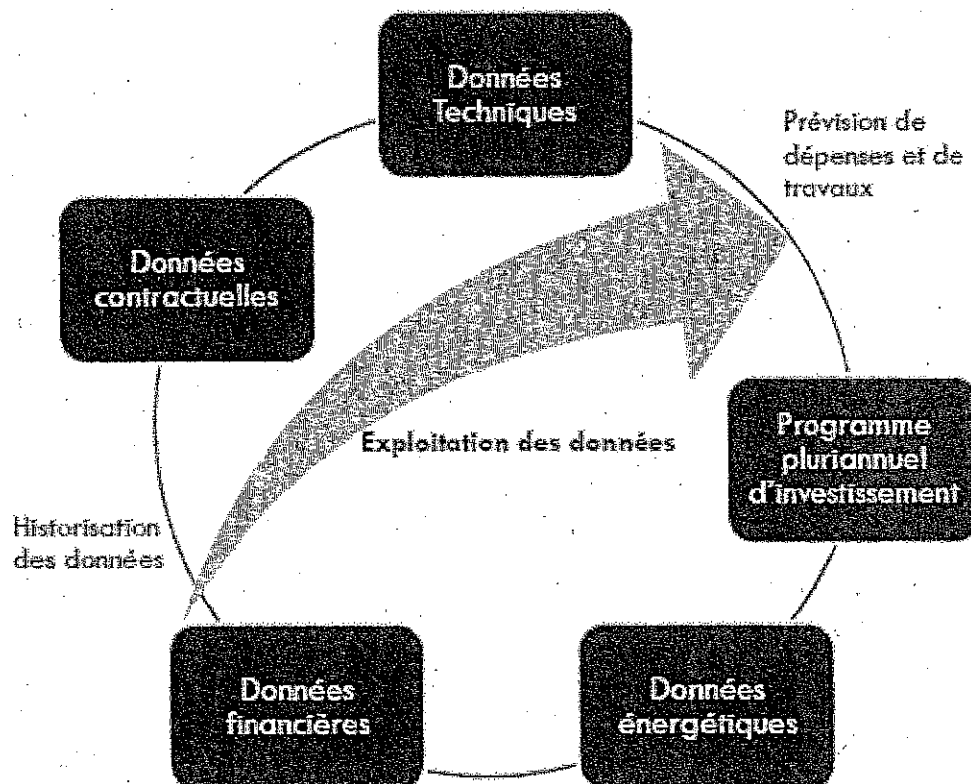 Données
Techniques
Prévision de
dépenses et de
travaux
Données
contractuelles
Exploitation des données
Programme
pluriannuel
d'investissement
Historisation
des données
Données
financières
Données
énergétiques